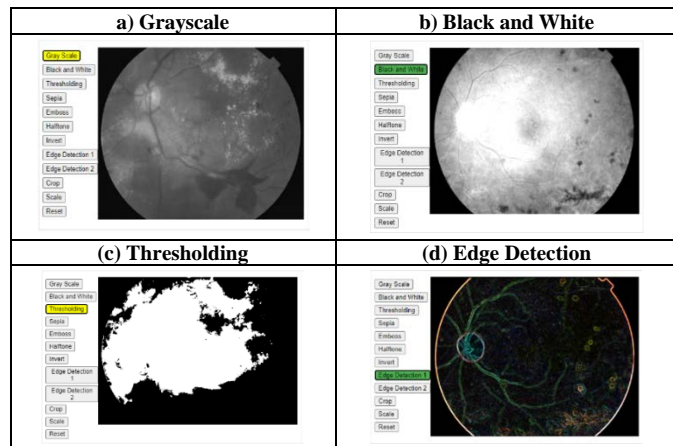 a) Grayscale
b) Black and White
Gray Scale
Black and White
Thresholding
Sepia
Emboss
Halftone
Invert
Edge Detection 1
Edge Detection 2
Crop
Scale
Reset
Gray Scale
Black and White
Thresholding
Sepia
Emboss
Halftone
Invert
Edge Detection
1
Edge Detection
2
Crop
Scale
Reset
(c) Thresholding
(d) Edge Detection
Gray Scale
Black and White
Thresholding
Sepia
Emboss
Halftone
Invert
Edge Detection
1
Edge Detection
2
Crop
Scale
Reset
Gray Scale
Black and White
Thresholding
Sepia
Emboss
Halftone
Invert
Edge Detection 1
Edge Detection 2
Crop
Scale
Reset